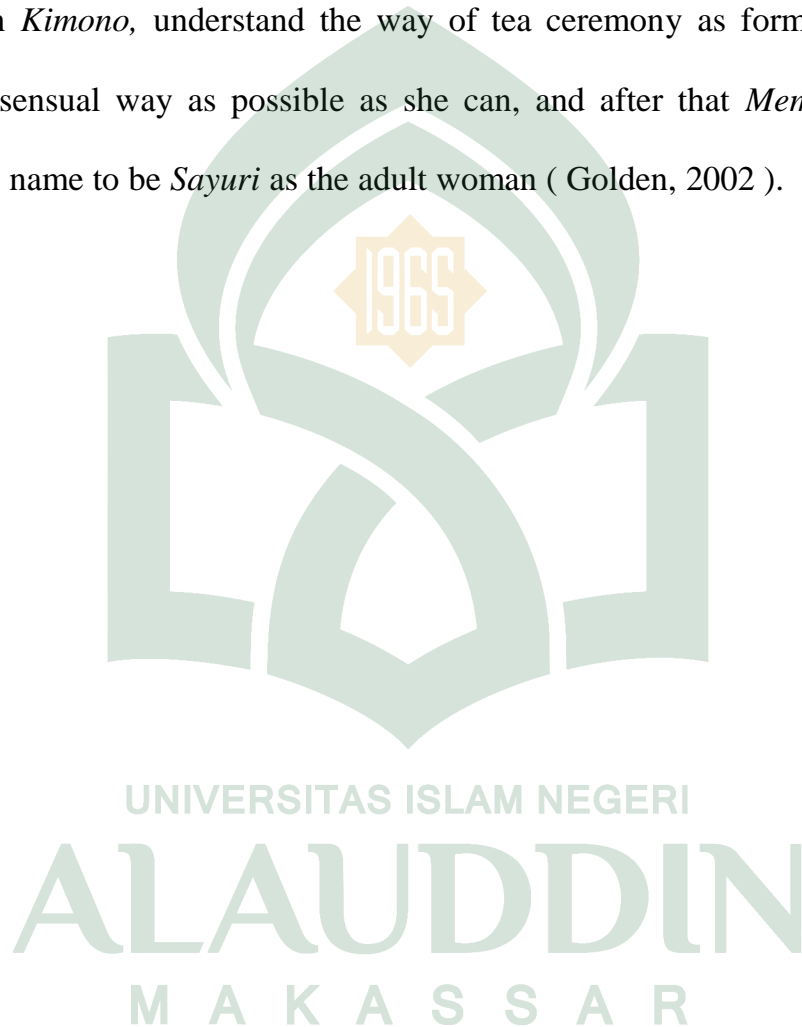 n Kimono, understand the way of tea ceremony as form
sensual way as possible as she can, and after that Mem
name to be Sayuri as the adult woman ( Golden, 2002 ).
1965
UNIVERSITAS ISLAM NEGERI
ALAUDDIN
M A K A S S A R